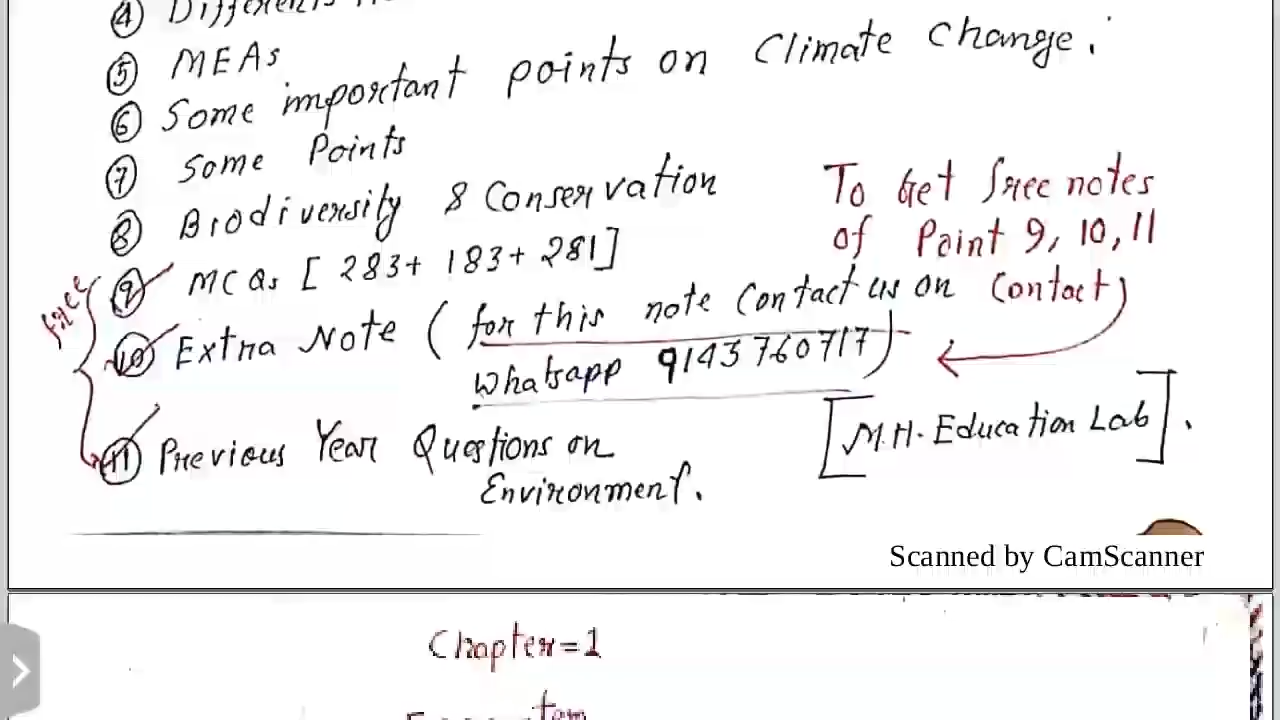 ④
⑤ MEAs
⑥ Some important points on Climate Change.
⑦ Some Points
⑧ Biodiversity & Conservation
To Get free notes
of Point 9, 10, 11
free
⑨ MCQs [ 283+ 183+ 281]
⑩ Extra Note ( for this note Contact us on Contact)
Whatsapp 9143760717)
⑪ Previous Year Questions on
Environment.
[M.H. Education Lab].
Scanned by CamScanner
Chapter=1